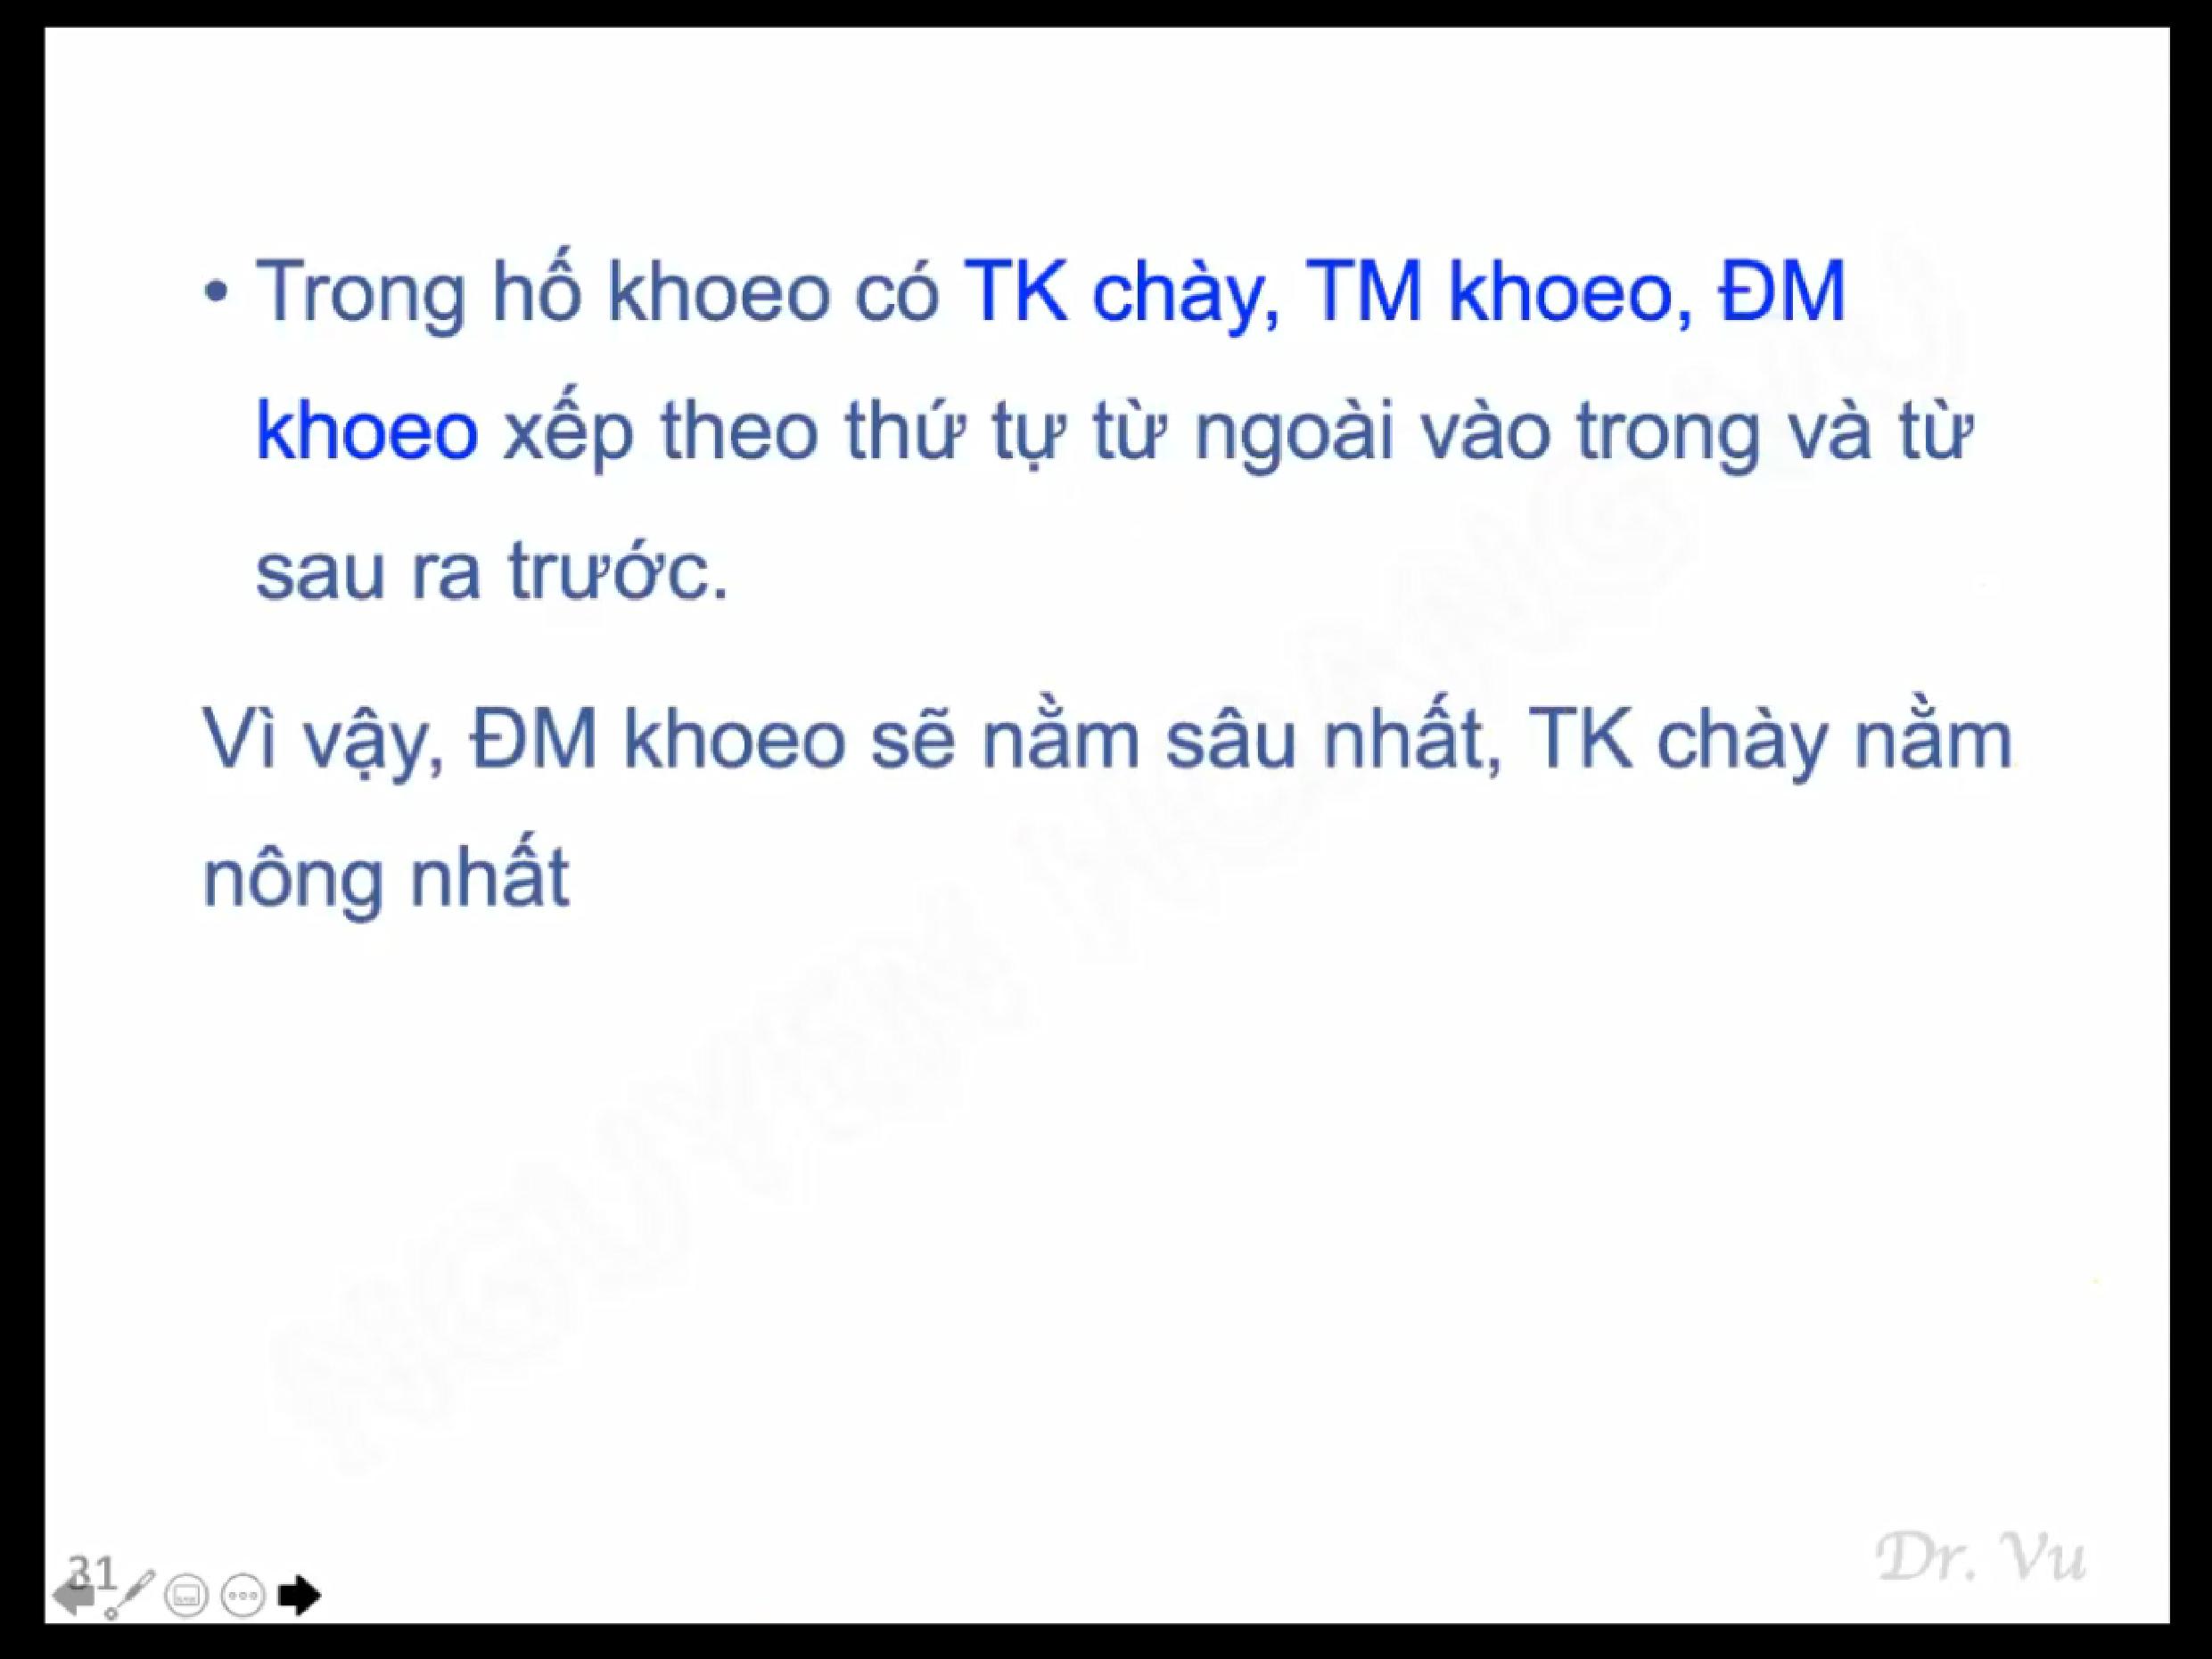 • Trong hố khoeo có TK chày, TM khoeo, ĐM
khoeo xếp theo thứ tự từ ngoài vào trong và từ
sau ra trước.
Vì vậy, ĐM khoeo sẽ nằm sâu nhất, TK chày nằm
nông nhất
31
Dr. Vu